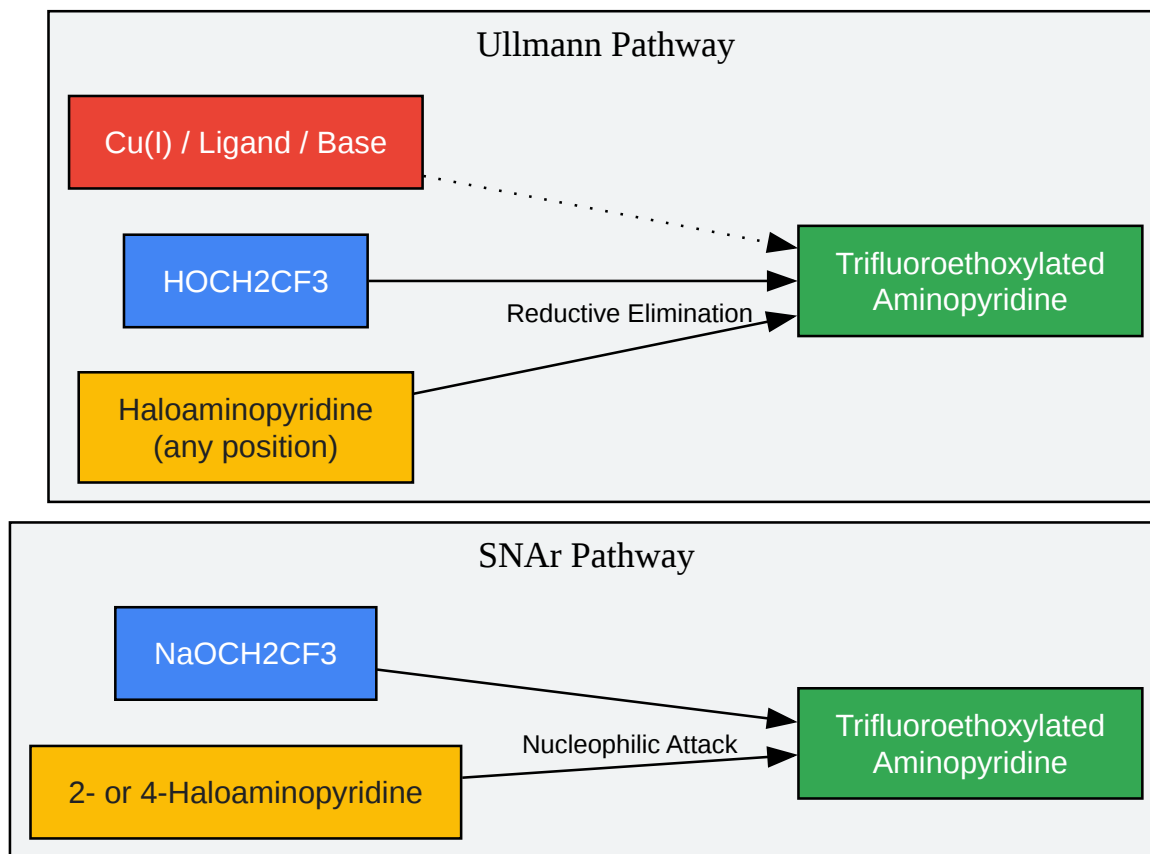 Ullmann Pathway
Cu(I) / Ligand / Base
HOCH2CF3
Reductive Elimination
Trifluoroethoxylated
Aminopyridine
Haloaminopyridine
(any position)
SNAr Pathway
NaOCH2CF3
Nucleophilic Attack
Trifluoroethoxylated
Aminopyridine
2- or 4-Haloaminopyridine